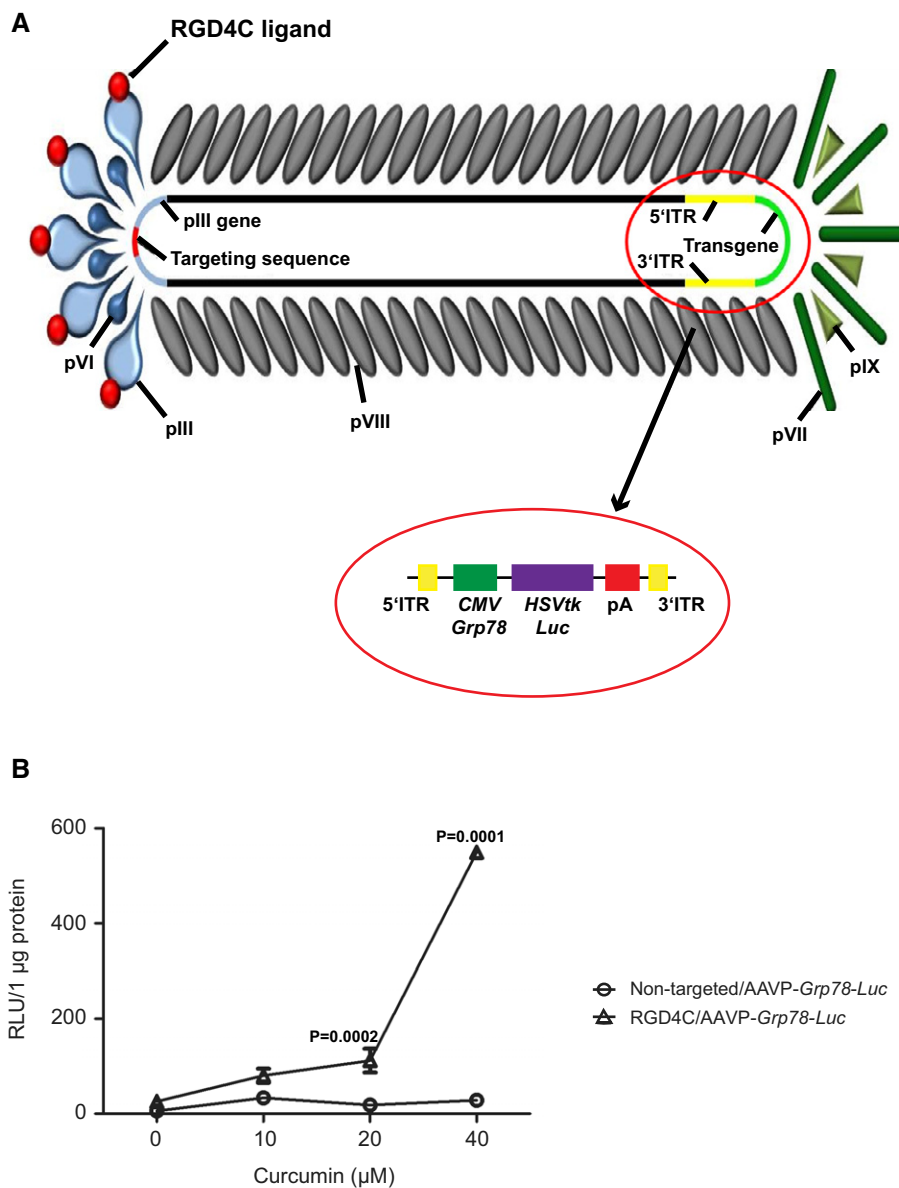 A
RGD4C ligand
pIII gene
Targeting sequence
5‘ITR
Transgene
3‘ITR
pVI
pIII
pVIII
pIX
pVII
5‘ITR
CMV
Grp78
HSVtk
Luc
pA
3‘ITR
B
RLU/1 µg protein
600
400
200
0
P=0.0001
P=0.0002
0 10 20 40
Curcumin (µM)
Non-targeted/AAVP-Grp78-Luc
RGD4C/AAVP-Grp78-Luc